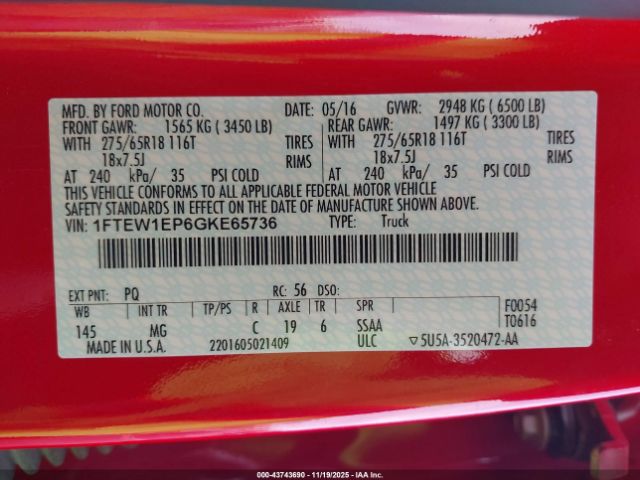 MFD. BY FORD MOTOR CO. DATE: 05/16 GVWR: 2948 KG ( 6500 LB)
FRONT GAWR: 1565 KG ( 3450 LB) REAR GAWR: 1497 KG ( 3300 LB)
WITH 275/65R18 116T TIRES WITH 275/65R18 116T TIRES
18x7.5J RIMS 18x7.5J RIMS
AT 240 kPa/ 35 PSI COLD AT 240 kPa/ 35 PSI COLD
THIS VEHICLE CONFORMS TO ALL APPLICABLE FEDERAL MOTOR VEHICLE
SAFETY STANDARDS IN EFFECT ON THE DATE OF MANUFACTURE SHOWN ABOVE.
VIN: 1FTEW1EP6GKE65736 TYPE: Truck
EXT PNT: PQ RC: 56 DSO:
WB INT TR TP/PS R AXLE TR SPR F0054
145 MG C 19 6 SSAA T0616
MADE IN U.S.A. 2201605021409 ULC ▽5U5A-3520472-AA
000-43743690 - 11/19/2025 - IAA Inc.